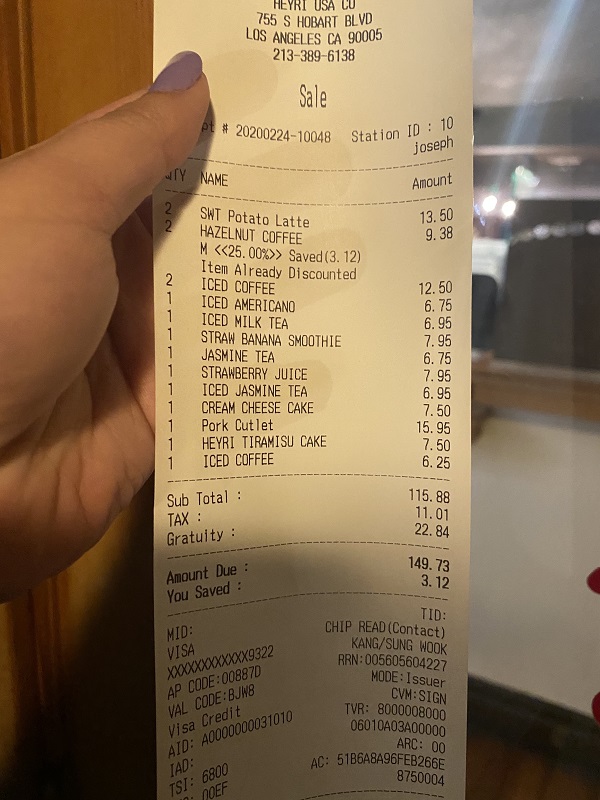 HEYRI USA CO
755 S HOBART BLVD
LOS ANGELES CA 90005
213-389-6138
Sale
pt # 20200224-10048 Station ID : 10
joseph
QTY NAME Amount
2 SWT Potato Latte 13.50
2 HAZELNUT COFFEE 9.38
M <<25.00%>> Saved(3.12)
Item Already Discounted
2 ICED COFFEE 12.50
1 ICED AMERICANO 6.75
1 ICED MILK TEA 6.95
1 STRAW BANANA SMOOTHIE 7.95
1 JASMINE TEA 6.75
1 STRAWBERRY JUICE 7.95
1 ICED JASMINE TEA 6.95
1 CREAM CHEESE CAKE 7.50
1 Pork Cutlet 15.95
1 HEYRI TIRAMISU CAKE 7.50
1 ICED COFFEE 6.25
Sub Total : 115.88
TAX : 11.01
Gratuity : 22.84
Amount Due : 149.73
You Saved : 3.12
MID: TID:
VISA CHIP READ(Contact)
XXXXXXXXXXXX9322 KANG/SUNG WOOK
AP CODE:00887D RRN:005605604227
VAL CODE:BJW8 MODE:Issuer
Visa Credit CVM:SIGN
AID: A0000000031010 TVR: 8000008000
IAD: 06010A03A00000
TSI: 6800 ARC: 00
00EF AC: 51B6A8A96FEB266E
8750004